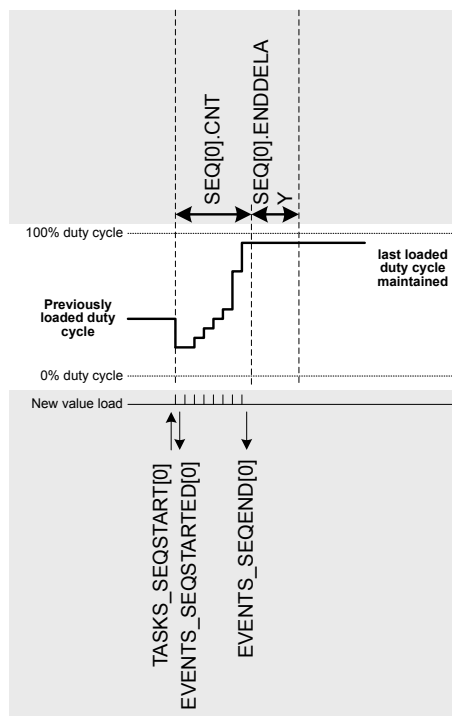 SEQ[0].CNT
SEQ[0].ENDDELA
Y
100% duty cycle
last loaded
duty cycle
maintained
Previously
loaded duty
cycle
0% duty cycle
New value load
TASKS_SEQSTART[0]
EVENTS_SEQSTARTED[0]
EVENTS_SEQEND[0]